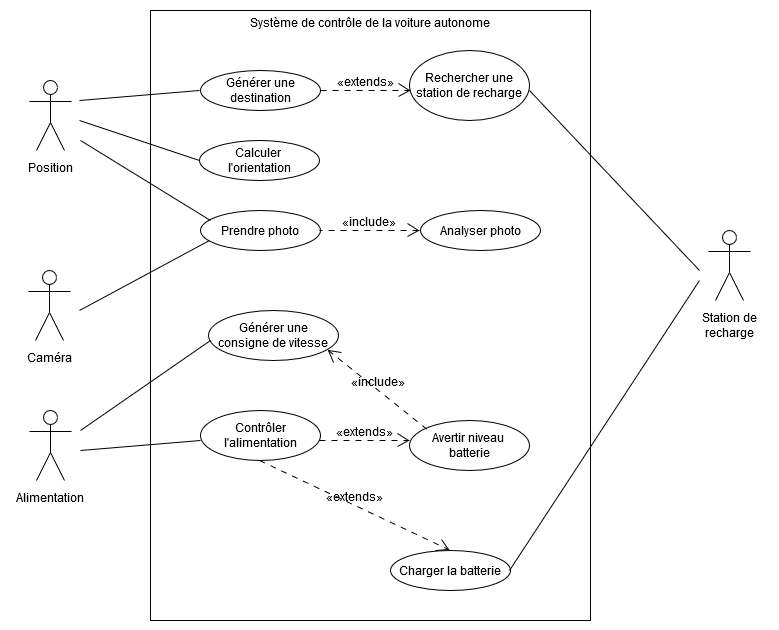 Système de contrôle de la voiture autonome
Générer une
destination
«extends»
Rechercher une
station de recharge
Position
Calculer
l'orientation
Prendre photo
«include»
Analyser photo
Caméra
Station de
recharge
Générer une
consigne de vitesse
«include»
Alimentation
Contrôler
l'alimentation
«extends»
Avertir niveau
batterie
«extends»
Charger la batterie